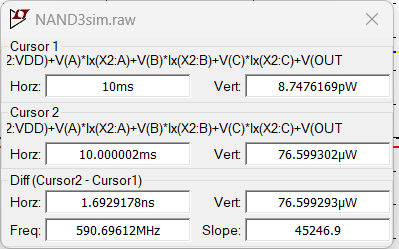 NAND3sim.raw
Cursor 1
2:VDD)+V(A)*Ix(X2:A)+V(B)*Ix(X2:B)+V(C)*Ix(X2:C)+V(OUT
Horz: 10ms Vert: 8.7476169pW
Cursor 2
2:VDD)+V(A)*Ix(X2:A)+V(B)*Ix(X2:B)+V(C)*Ix(X2:C)+V(OUT
Horz: 10.000002ms Vert: 76.599302µW
Diff (Cursor2 - Cursor1)
Horz: 1.6929178ns Vert: 76.599293µW
Freq: 590.69612MHz Slope: 45246.9